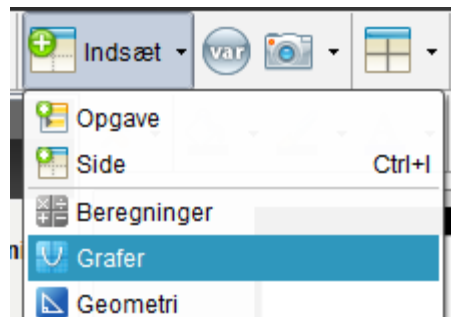 Indsæt var
Opgave
Side Ctrl+I
Beregninger
Grafer
Geometri